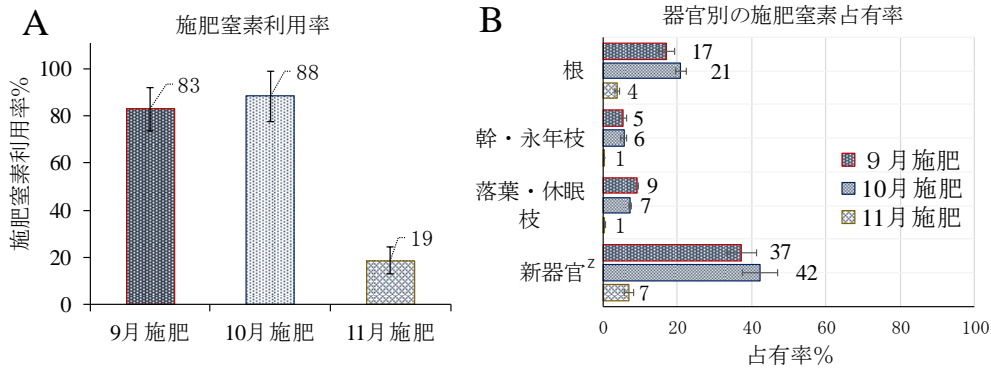 A
施肥窒素利用率
施肥窒素利用率%
100
80
60
40
20
0
83
88
19
9月施肥
10月施肥
11月施肥
B
器官別の施肥窒素占有率
根
幹・永年枝
落葉・休眠
枝
新器官z
17
21
4
5
6
1
9
7
1
37
42
7
９月施肥
10月施肥
11月施肥
0
20
40
60
80
100
占有率%